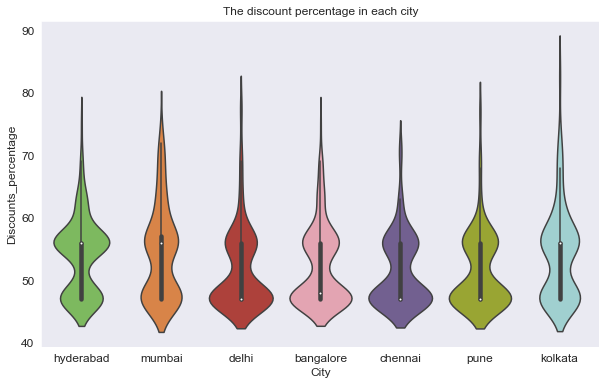 The discount percentage in each city
Discounts_percentage
90
80
70
60
50
40
hyderabad mumbai delhi bangalore chennai pune kolkata
City